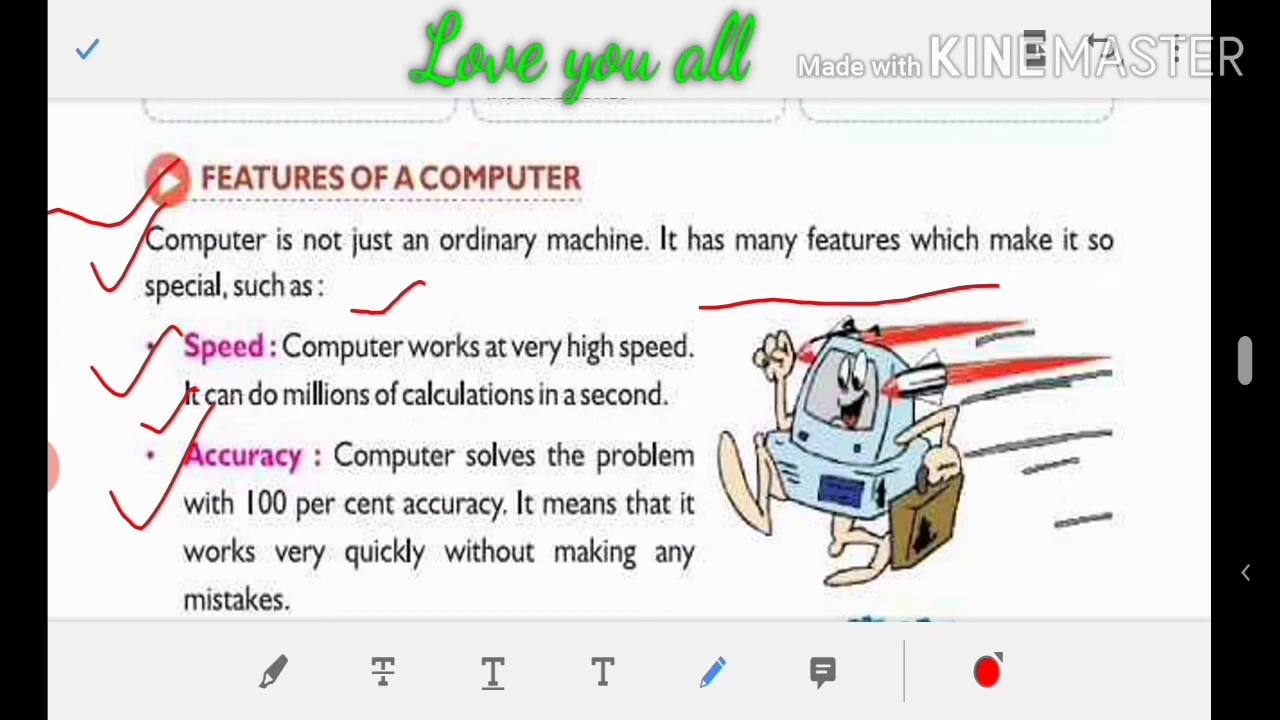 Love you all
Made with KINEMASTER
FEATURES OF A COMPUTER
Computer is not just an ordinary machine. It has many features which make it so
special, such as :
• Speed : Computer works at very high speed.
It can do millions of calculations in a second.
• Accuracy : Computer solves the problem
with 100 per cent accuracy. It means that it
works very quickly without making any
mistakes.